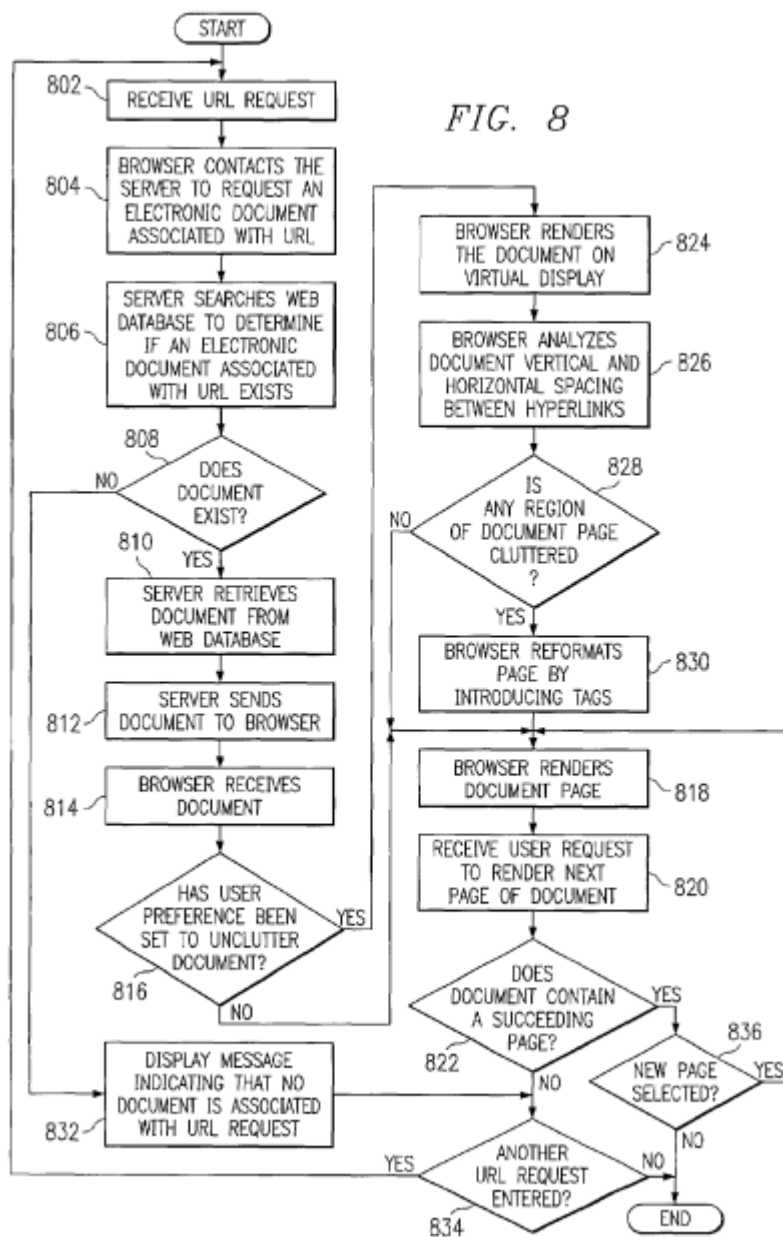 START
802
RECEIVE URL REQUEST
FIG. 8
804
BROWSER CONTACTS THE
SERVER TO REQUEST AN
ELECTRONIC DOCUMENT
ASSOCIATED WITH URL
806
SERVER SEARCHES WEB
DATABASE TO DETERMINE
IF AN ELECTRONIC
DOCUMENT ASSOCIATED
WITH URL EXISTS
808
NO
DOES
DOCUMENT
EXIST?
YES
810
SERVER RETRIEVES
DOCUMENT FROM
WEB DATABASE
812
SERVER SENDS
DOCUMENT TO BROWSER
814
BROWSER RECEIVES
DOCUMENT
HAS USER
PREFERENCE BEEN
SET TO UNCLUTTER
DOCUMENT?
YES
816
NO
DISPLAY MESSAGE
INDICATING THAT NO
DOCUMENT IS ASSOCIATED
WITH URL REQUEST
832
BROWSER RENDERS
THE DOCUMENT ON
VIRTUAL DISPLAY
824
BROWSER ANALYZES
DOCUMENT VERTICAL AND
HORIZONTAL SPACING
BETWEEN HYPERLINKS
826
828
NO
IS
ANY REGION
OF DOCUMENT PAGE
CLUTTERED
?
YES
BROWSER REFORMATS
PAGE BY
INTRODUCING TAGS
830
BROWSER RENDERS
DOCUMENT PAGE
818
RECEIVE USER REQUEST
TO RENDER NEXT
PAGE OF DOCUMENT
820
DOES
DOCUMENT CONTAIN
A SUCCEEDING
PAGE?
YES
822
NO
836
NEW PAGE
SELECTED?
YES
NO
YES
ANOTHER
URL REQUEST
ENTERED?
NO
834
END